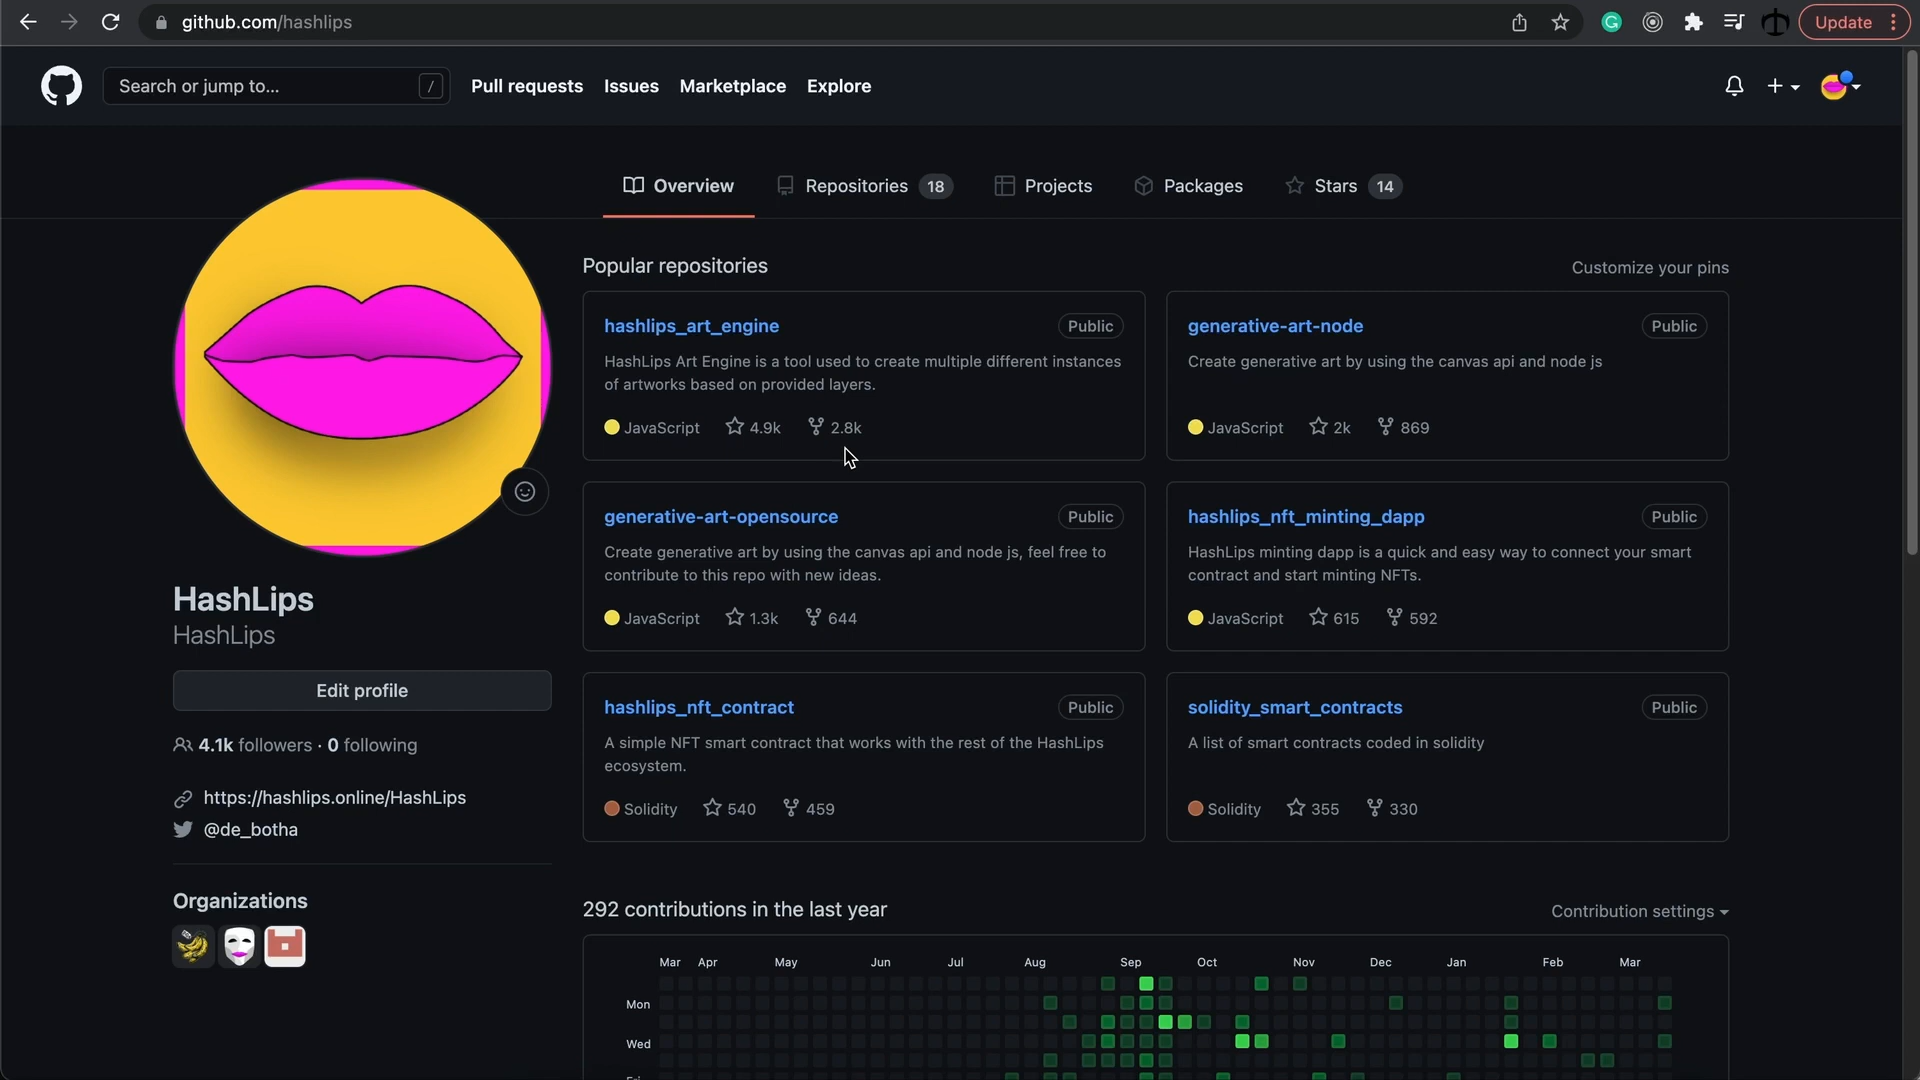 github.com/hashlips
Update
Search or jump to...
/
Pull requests
Issues
Marketplace
Explore
Overview
Repositories 18
Projects
Packages
Stars 14
Popular repositories
Customize your pins
hashlips_art_engine
Public
HashLips Art Engine is a tool used to create multiple different instances
of artworks based on provided layers.
JavaScript 4.9k 2.8k
generative-art-node
Public
Create generative art by using the canvas api and node js
JavaScript 2k 869
generative-art-opensource
Public
Create generative art by using the canvas api and node js, feel free to
contribute to this repo with new ideas.
JavaScript 1.3k 644
hashlips_nft_minting_dapp
Public
HashLips minting dapp is a quick and easy way to connect your smart
contract and start minting NFTs.
JavaScript 615 592
hashlips_nft_contract
Public
A simple NFT smart contract that works with the rest of the HashLips
ecosystem.
Solidity 540 459
solidity_smart_contracts
Public
A list of smart contracts coded in solidity
Solidity 355 330
HashLips
HashLips
Edit profile
4.1k followers · 0 following
https://hashlips.online/HashLips
@de_botha
Organizations
292 contributions in the last year
Contribution settings
Mar Apr May Jun Jul Aug Sep Oct Nov Dec Jan Feb Mar
Mon
Wed